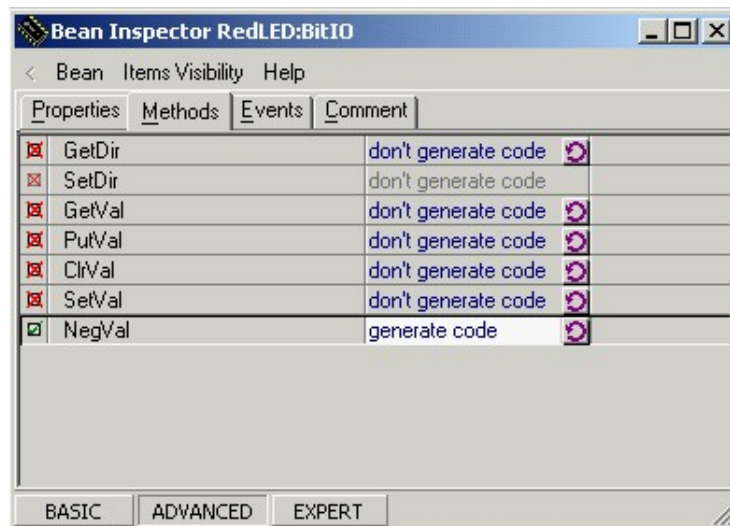 Bean Inspector RedLED:BitIO
< Bean Items Visibility Help
Properties Methods Events Comment
GetDir don't generate code
SetDir don't generate code
GetVal don't generate code
PutVal don't generate code
ClrVal don't generate code
SetVal don't generate code
NegVal generate code
BASIC ADVANCED EXPERT